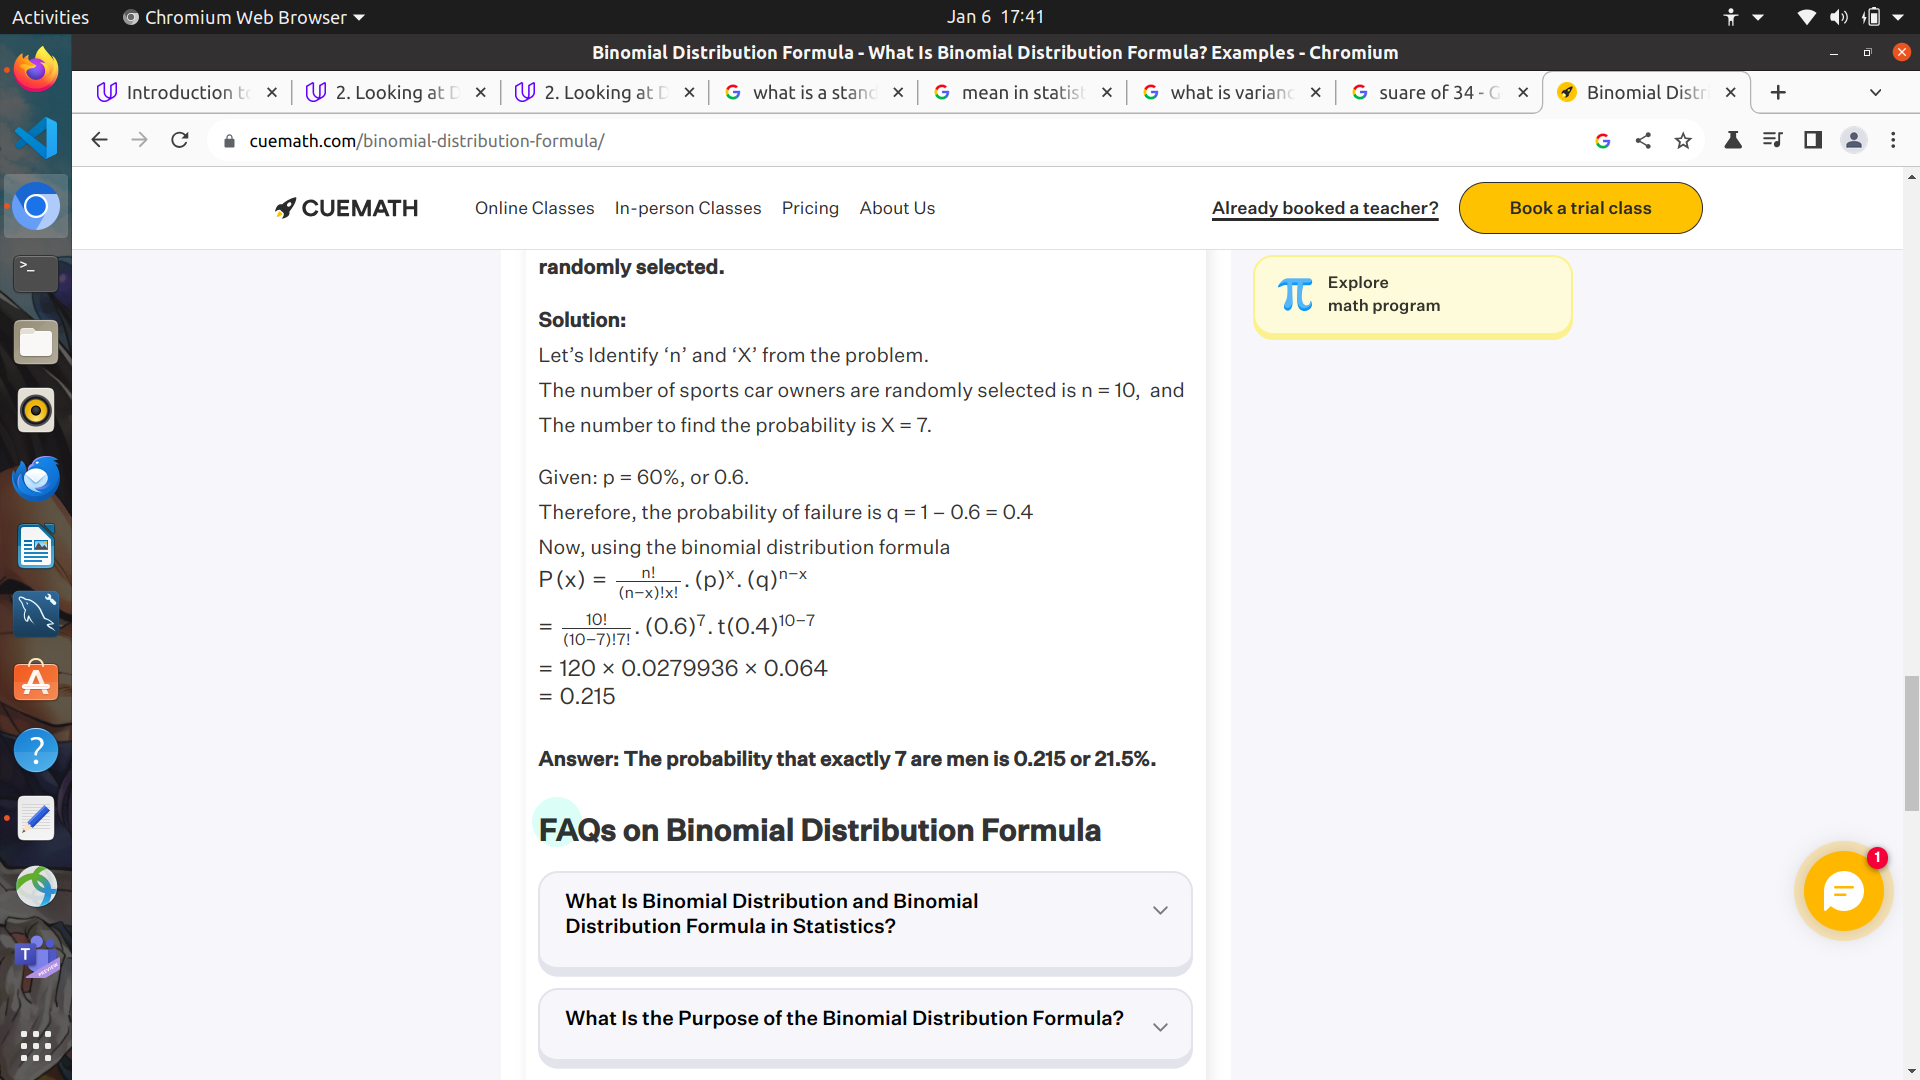 Activities
Chromium Web Browser
Jan 6 17:41
Binomial Distribution Formula - What Is Binomial Distribution Formula? Examples - Chromium
Introduction to
2. Looking at D
2. Looking at D
what is a stand
mean in statist
what is varianc
suare of 34 - G
Binomial Distri
cuemath.com/binomial-distribution-formula/
CUEMATH
Online Classes
In-person Classes
Pricing
About Us
Already booked a teacher?
Book a trial class
randomly selected.
Explore
math program
Solution:
Let’s Identify ‘n’ and ‘X’ from the problem.
The number of sports car owners are randomly selected is n = 10, and
The number to find the probability is X = 7.
Given: p = 60%, or 0.6.
Therefore, the probability of failure is q = 1 – 0.6 = 0.4
Now, using the binomial distribution formula
P(x) = n!/(n−x)!x! . (p)^x . (q)^n−x
= 10!/(10−7)!7! . (0.6)^7 . t(0.4)^10−7
= 120 × 0.0279936 × 0.064
= 0.215
Answer: The probability that exactly 7 are men is 0.215 or 21.5%.
FAQs on Binomial Distribution Formula
What Is Binomial Distribution and Binomial
Distribution Formula in Statistics?
What Is the Purpose of the Binomial Distribution Formula?
1